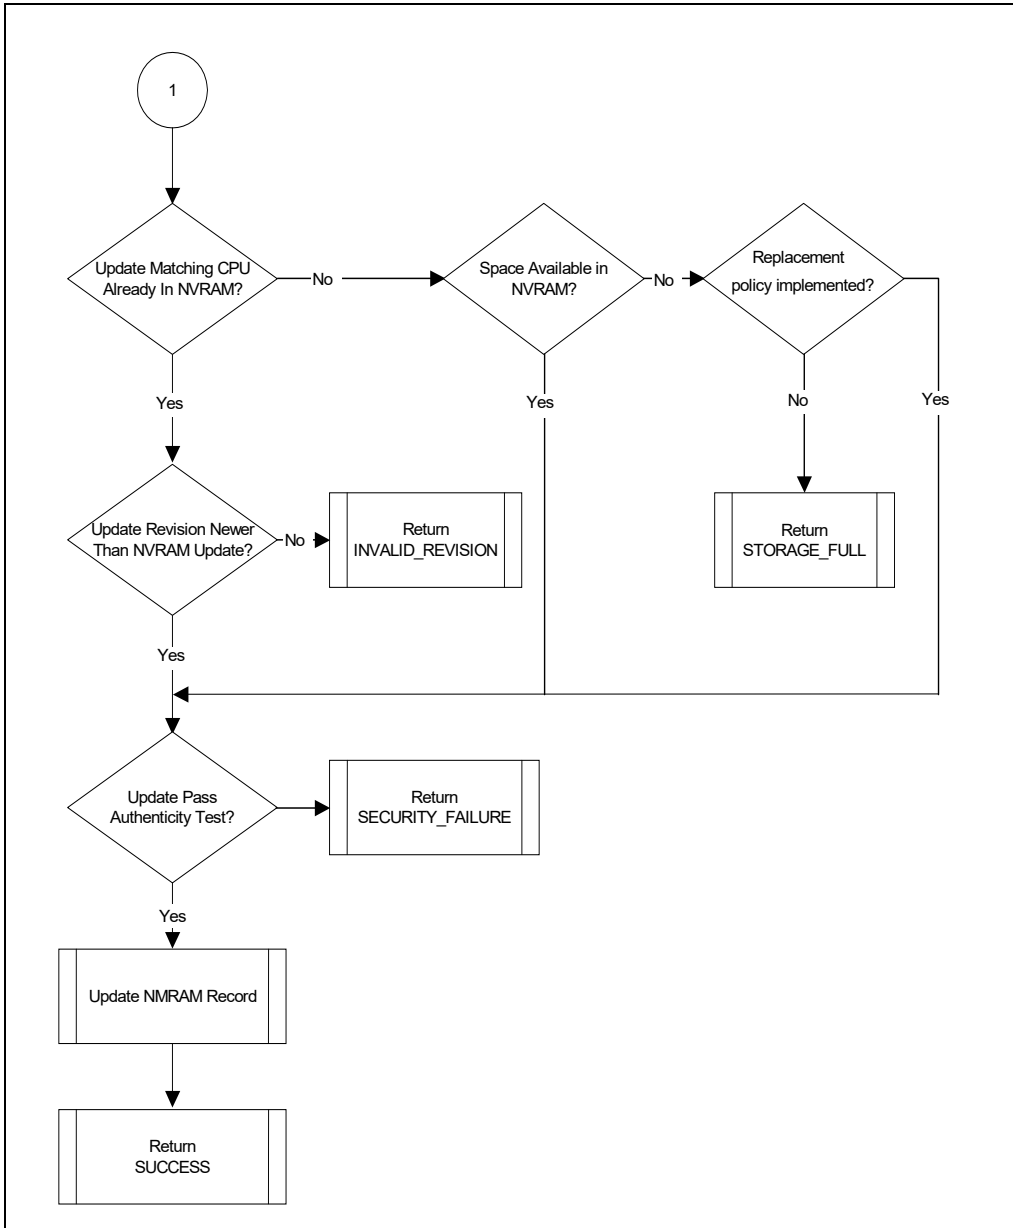 1
Update Matching CPU
Already In NVRAM?
No
Space Available in
NVRAM?
No
Replacement
policy implemented?
Yes
Yes
No
Yes
Update Revision Newer
Than NVRAM Update?
No
Return
INVALID_REVISION
Return
STORAGE_FULL
Yes
Update Pass
Authenticity Test?
Return
SECURITY_FAILURE
Yes
Update NMRAM Record
Return
SUCCESS